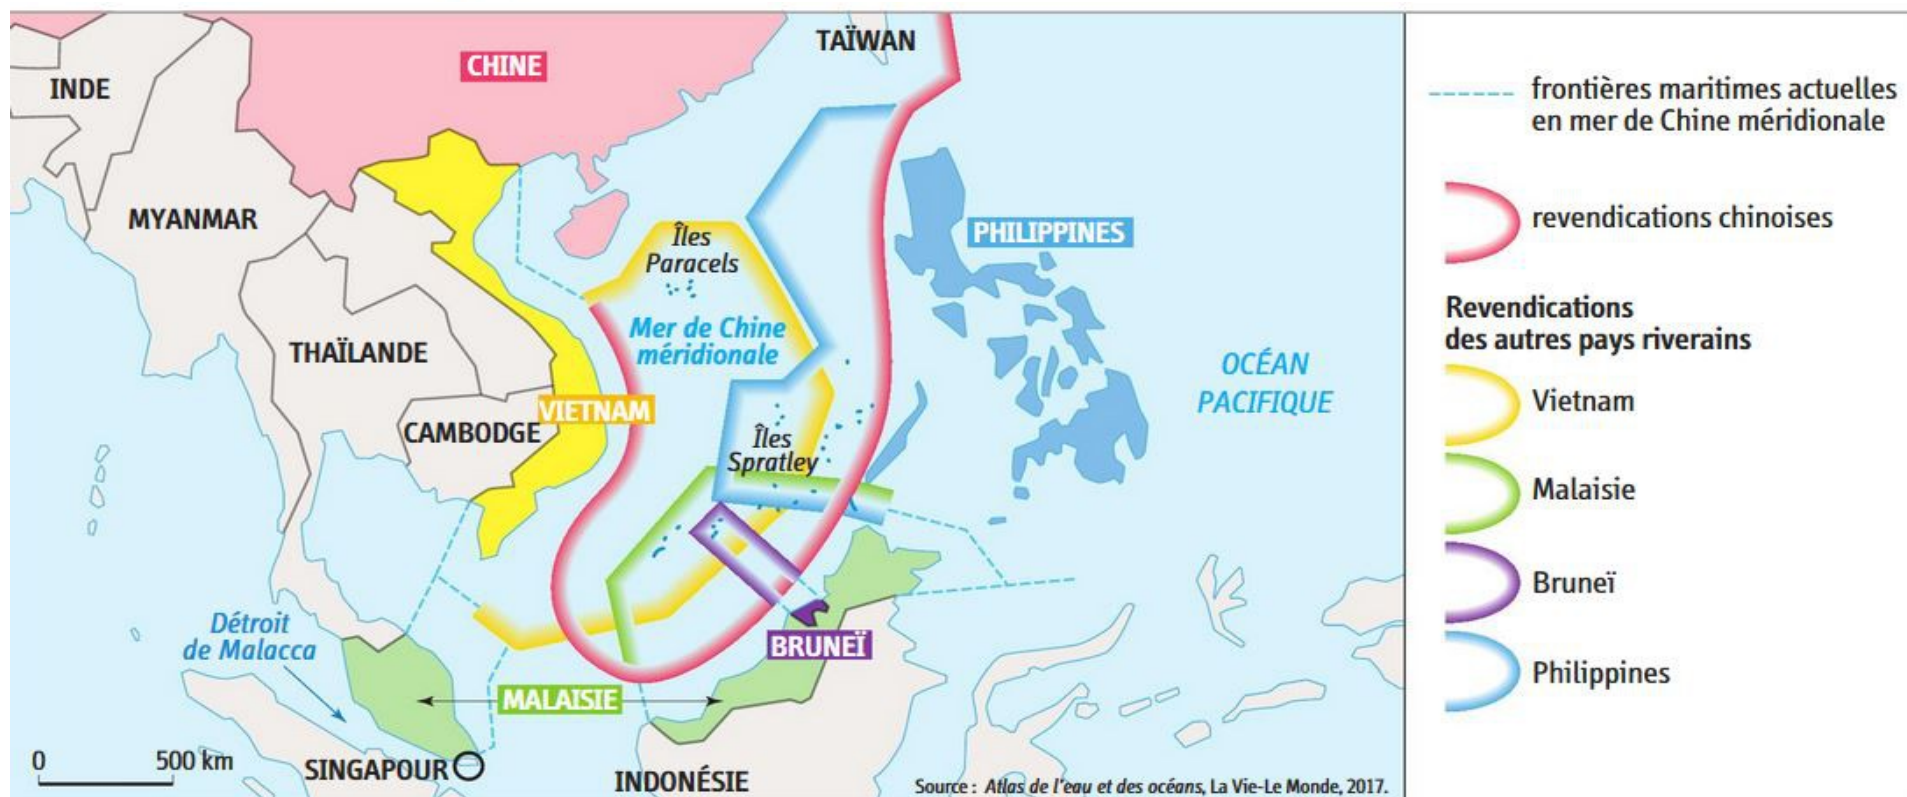 TAÏWAN
CHINE
INDE
MYANMAR
Îles
Paracels
PHILIPPINES
Mer de Chine
méridionale
THAÏLANDE
OCÉAN
PACIFIQUE
VIETNAM
CAMBODGE
Îles
Spratley
Détroit
de Malacca
BRUNEÏ
MALAISIE
0
500 km
SINGAPOUR
INDONÉSIE
Source : Atlas de l'eau et des océans, La Vie-Le Monde, 2017.
frontières maritimes actuelles
en mer de Chine méridionale
revendications chinoises
Revendications
des autres pays riverains
Vietnam
Malaisie
Bruneï
Philippines